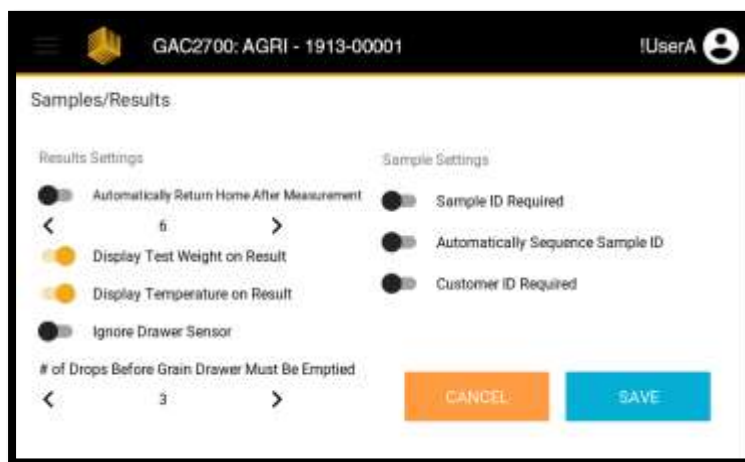 GAC2700: AGRI - 1913-00001
!UserA
Samples/Results
Results Settings
Automatically Return Home After Measurement
6
Display Test Weight on Result
Display Temperature on Result
Ignore Drawer Sensor
# of Drops Before Grain Drawer Must Be Emptied
3
Sample Settings
Sample ID Required
Automatically Sequence Sample ID
Customer ID Required
CANCEL
SAVE